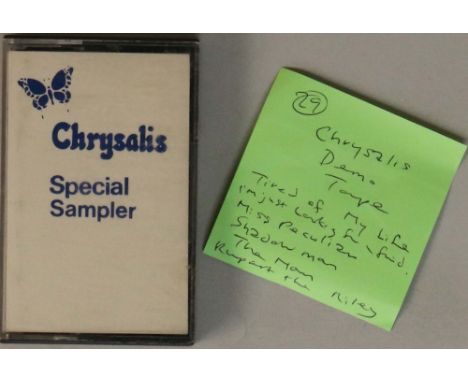 Chrysalis
Special
Sampler
29
Chrysalis
Demo
Tape
Tired of My Life
I'm just looking for a friend.
Miss Peculiar
Shadow man
The Man
Rupert the Riley